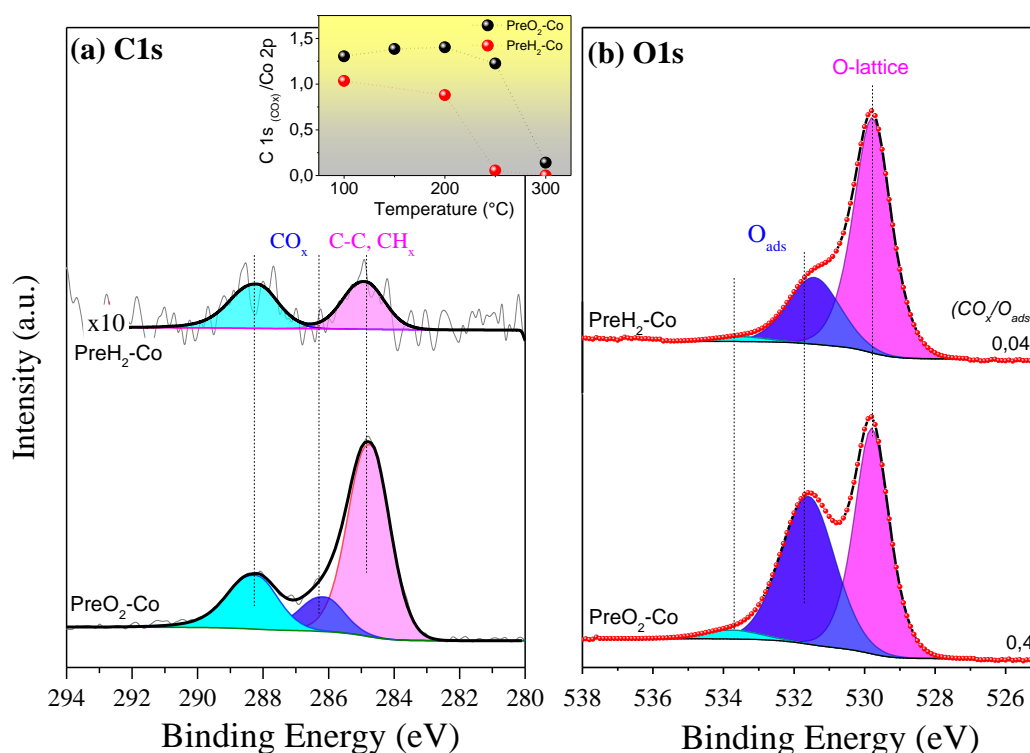 (a) C1s
PreO₂-Co
PreH₂-Co
C 1s (COx)/Co 2p
1,5
1,0
0,5
0,0
100
200
300
Temperature (°C)
COₓ
C-C, CHₓ
x10
PreH₂-Co
PreO₂-Co
Intensity (a.u.)
294 292 290 288 286 284 282 280
Binding Energy (eV)
(b) O1s
O-lattice
Oads
(COₓ/Oads
PreH₂-Co
0,04
PreO₂-Co
0,4
538 536 534 532 530 528 526
Binding Energy (eV)